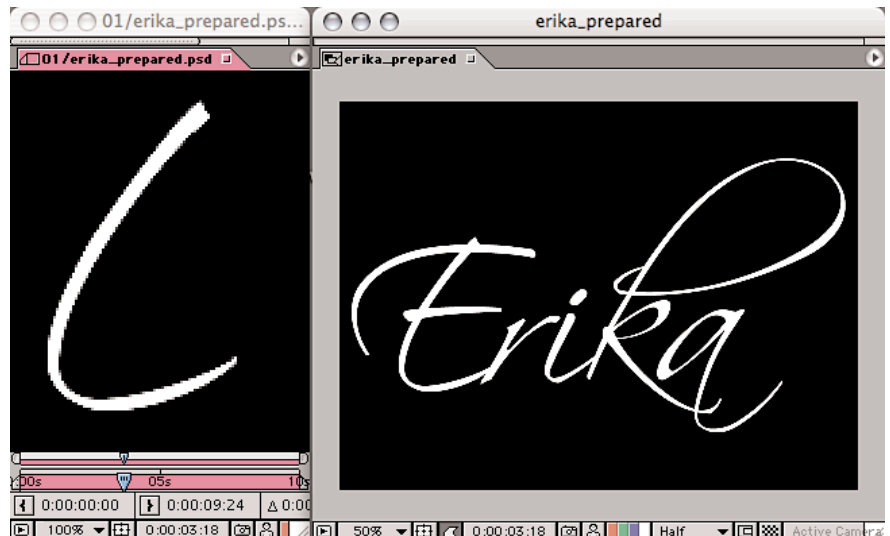 01/erika_prepared.ps...
erika_prepared
01/erika_prepared.psd
erika_prepared
Erika
05s
0:00:00:00
0:00:09:24
100%
0:00:03:18
50%
0:00:03:18
Half
Active Camera